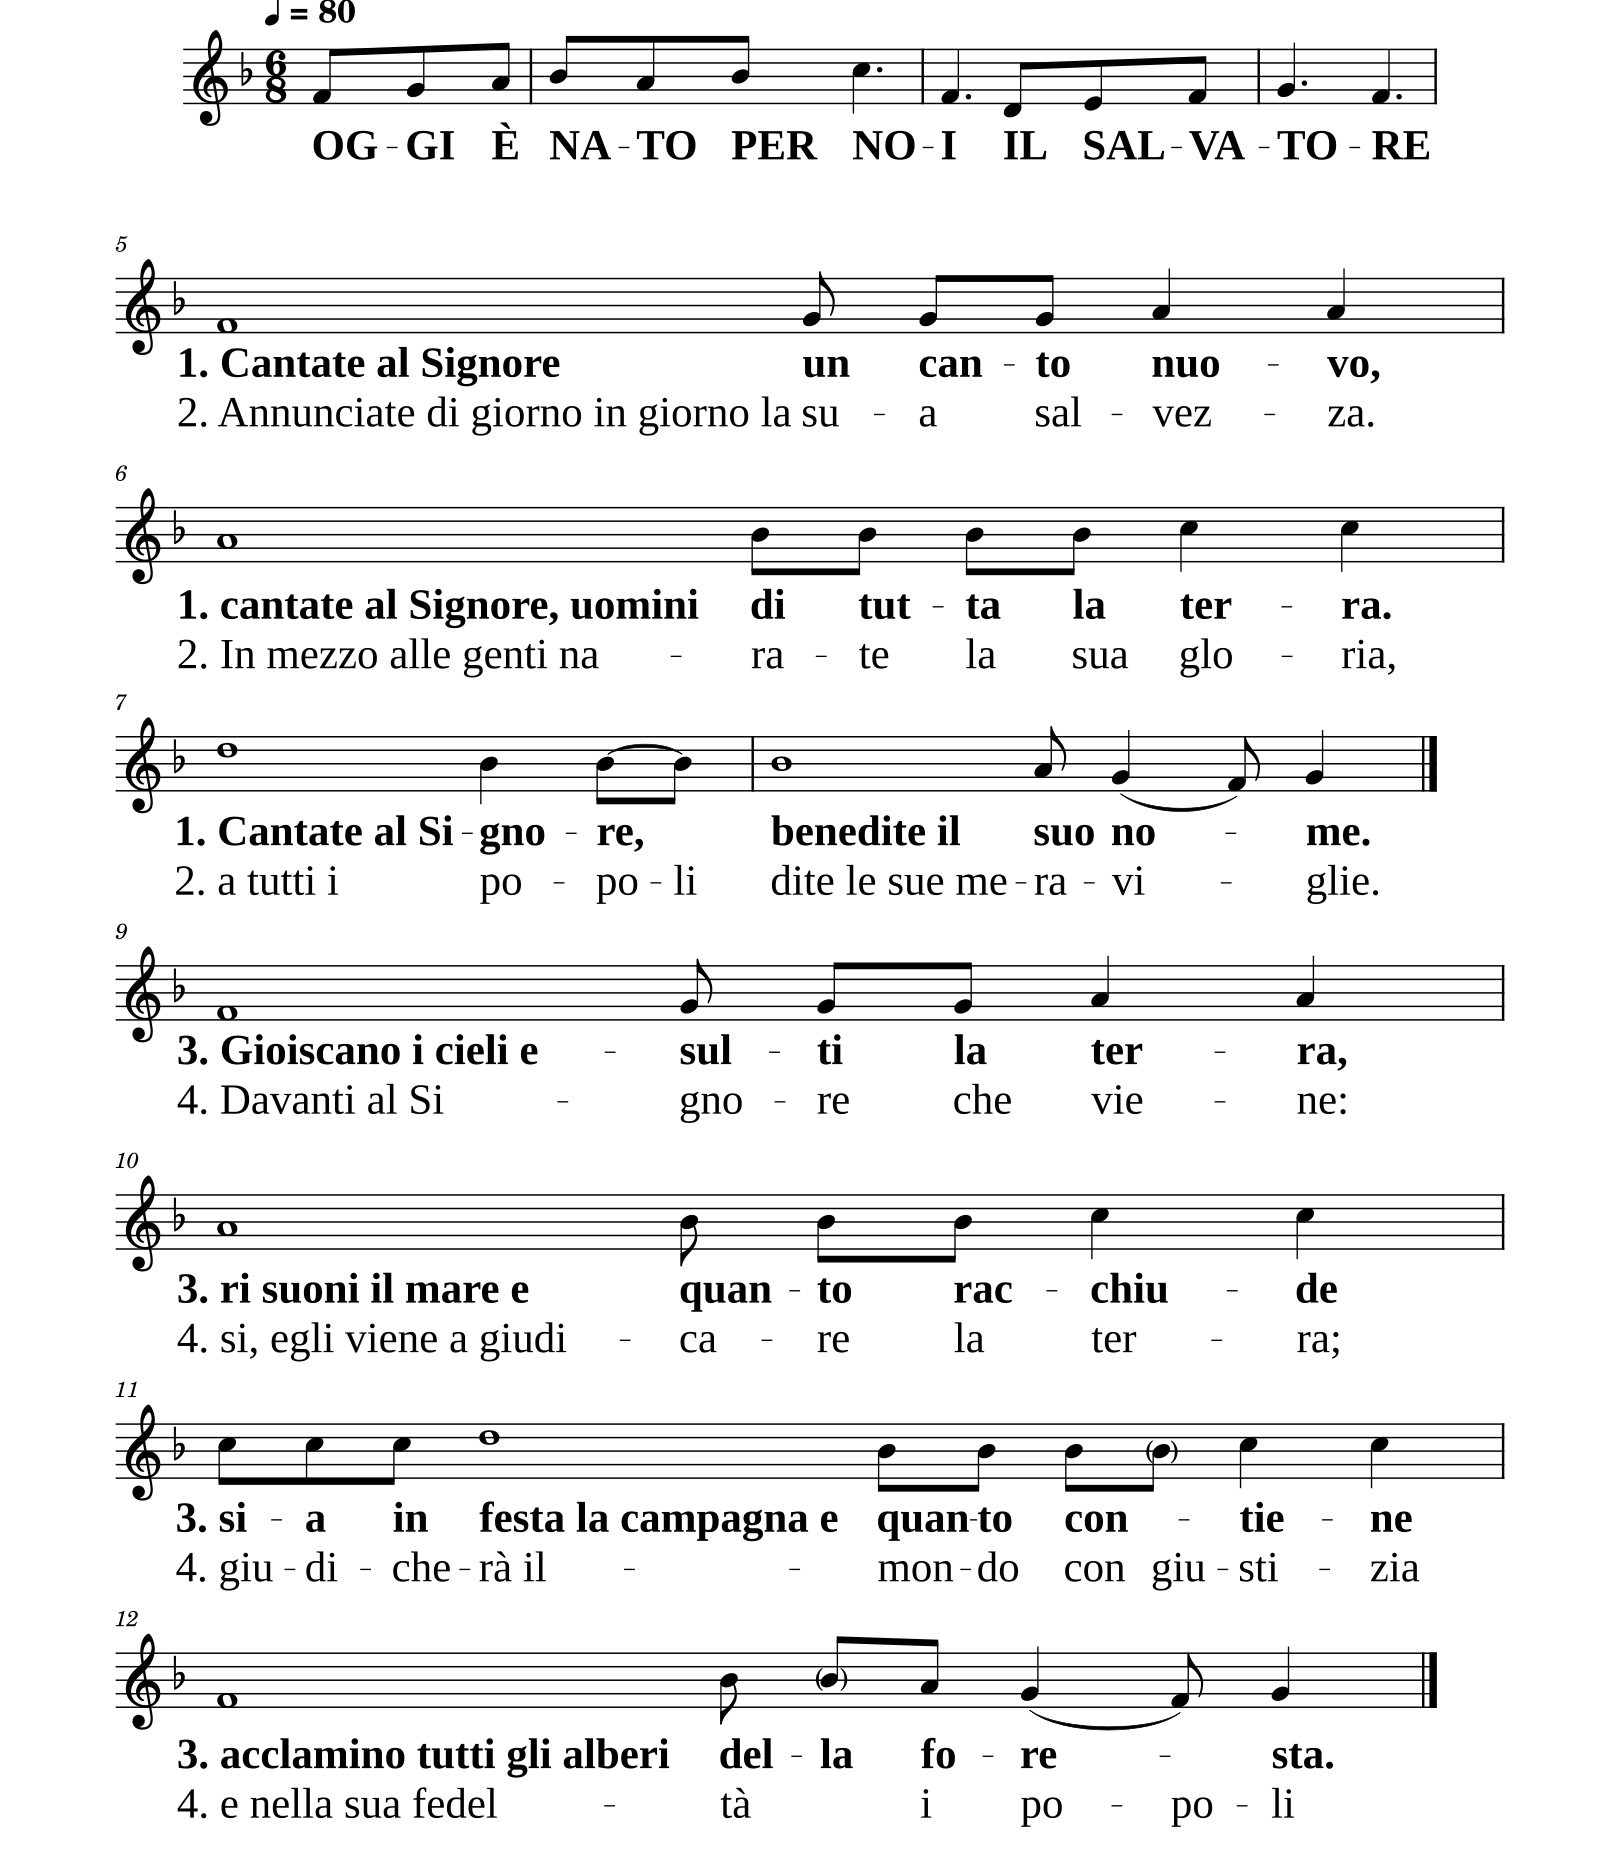 ♩ = 80
6
8
OG - GI È NA - TO PER NO - I IL SAL - VA - TO - RE
5
1. Cantate al Signore un can - to nuo - vo,
2. Annunciate di giorno in giorno la su - a sal - vez - za.
6
1. cantate al Signore, uomini di tut - ta la ter - ra.
2. In mezzo alle genti na - ra - te la sua glo - ria,
7
1. Cantate al Si - gno - re, benedite il suo no - me.
2. a tutti i po - po - li dite le sue me - ra - vi - glie.
9
3. Gioiscano i cieli e - sul - ti la ter - ra,
4. Davanti al Si - gno - re che vie - ne:
10
3. ri suoni il mare e quan - to rac - chiu - de
4. si, egli viene a giudi - ca - re la ter - ra;
11
3. si - a in festa la campagna e quan - to con - tie - ne
4. giu - di - che - rà il - - mon - do con giu - sti - zia
12
3. acclamino tutti gli alberi del - la fo - re - sta.
4. e nella sua fedel - tà i po - po - li